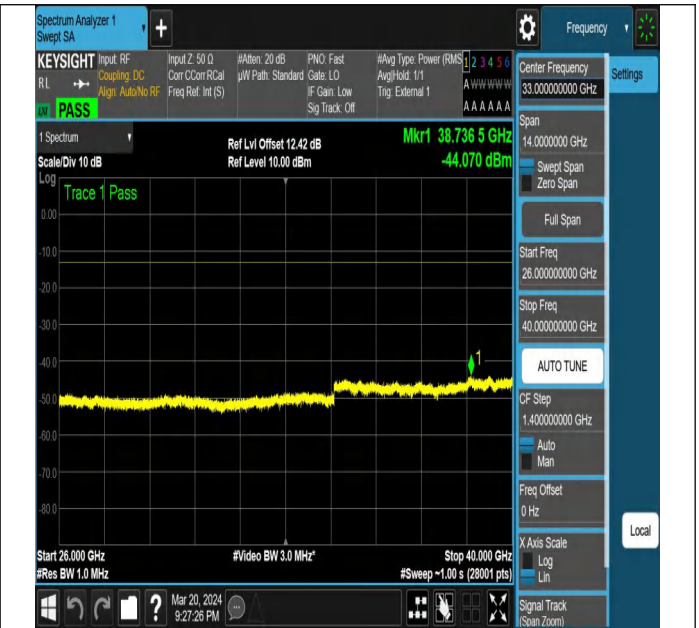 Spectrum Analyzer 1
Swept SA
+
Frequency
KEYSIGHT
RL
PASS
Input: RF
Coupling: DC
Align: Auto/No RF
Input Z: 50 Ω
Corr CCorr RCal
Freq Ref: Int (S)
#Atten: 20 dB
µW Path: Standard
PNO: Fast
Gate: LO
IF Gain: Low
Sig Track: Off
#Avg Type: Power (RMS
Avg|Hold: 1/1
Trig: External 1
1 2 3 4 5 6
A W W W W W
A A A A A A
Center Frequency
33.000000000 GHz
Settings
1 Spectrum
Scale/Div 10 dB
Ref Lvl Offset 12.42 dB
Ref Level 10.00 dBm
Mkr1 38.736 5 GHz
-44.070 dBm
Span
14.0000000 GHz
Swept Span
Zero Span
Full Span
Start Freq
26.000000000 GHz
Stop Freq
40.000000000 GHz
AUTO TUNE
CF Step
1.400000000 GHz
Auto
Man
Freq Offset
0 Hz
X Axis Scale
Log
Lin
Signal Track
(Span Zoom)
Local
Log
Trace 1 Pass
0.00
-10.0
-20.0
-30.0
-40.0
-50.0
-60.0
-70.0
-80.0
1
Start 26.000 GHz
#Res BW 1.0 MHz
#Video BW 3.0 MHz*
Stop 40.000 GHz
#Sweep ~1.00 s (28001 pts)
?
Mar 20, 2024
9:27:26 PM